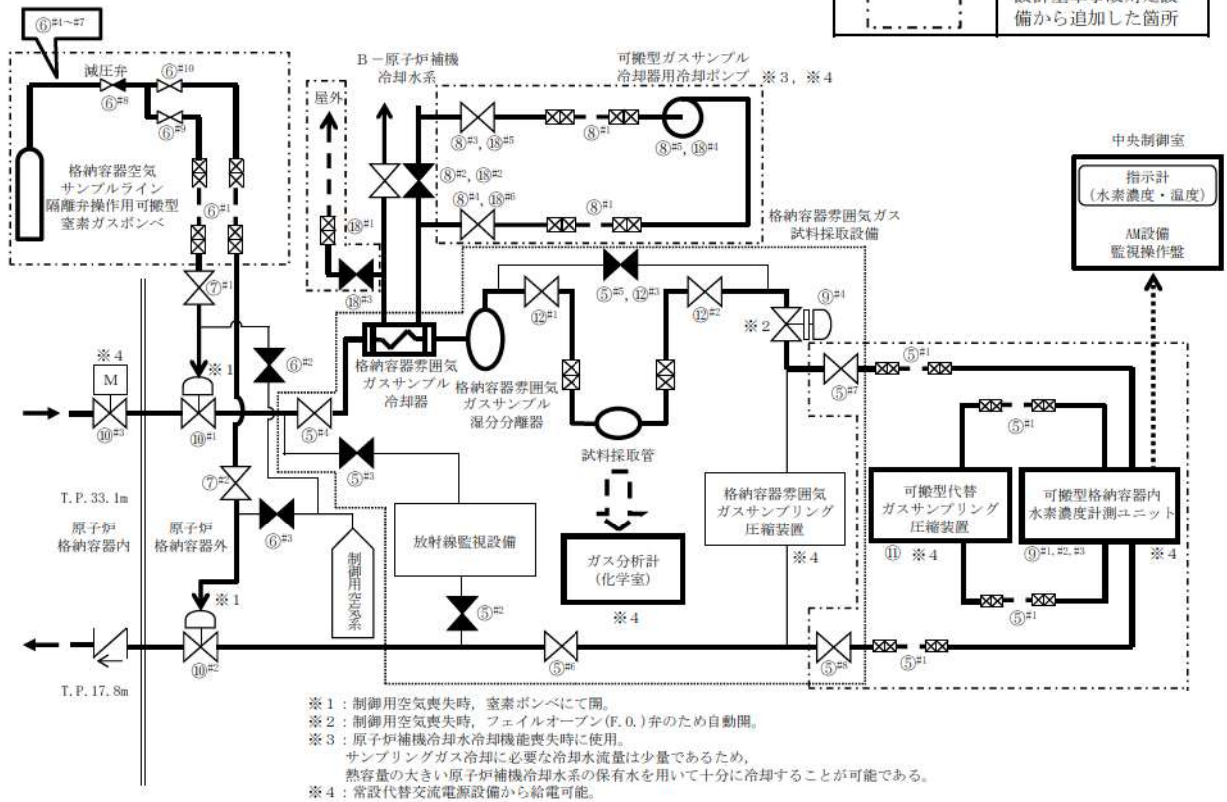 備から追加した箇所
⑥#4~#7
減圧弁
⑥#8
⑥#10
⑥#9
格納容器空気
サンプルライン
隔離弁操作用可搬型
窒素ガスボンベ
⑥#1
屋外
B-原子炉補機
冷却水系
可搬型ガスサンプル
冷却器用冷却ポンプ ※3,※4
⑧#3,⑱#5
⑧#1
⑧#5,⑱#4
⑧#2,⑱#2
⑧#4,⑱#6
⑧#1
⑱#1
⑱#3
格納容器雰囲気ガス
試料採取設備
中央制御室
指示計
(水素濃度・温度)
AM設備
監視操作盤
⑦#1
⑥#2
※4
M
⑩#3
※1
⑩#1
⑤#4
⑤#3
格納容器雰囲気
ガスサンプル
冷却器
格納容器雰囲気
ガスサンプル
湿分分離器
⑤#5,⑫#3
⑫#1
⑫#2
⑨#4
※2
⑤#7
⑤#1
⑤#1
試料採取管
⑦#2
⑥#3
T.P.33.1m
原子炉
格納容器内
原子炉
格納容器外
制御用空気系
放射線監視設備
ガス分析計
(化学室)
※4
格納容器雰囲気
ガスサンプリング
圧縮装置
※4
可搬型代替
ガスサンプリング
圧縮装置
⑪ ※4
可搬型格納容器内
水素濃度計測ユニット
⑨#1,#2,#3
※4
⑤#1
⑤#1
※1
⑩#2
⑤#2
⑤#6
⑤#8
T.P.17.8m
※1:制御用空気喪失時,窒素ボンベにて開。
※2:制御用空気喪失時,フェイルオープン(F.O.)弁のため自動開。
※3:原子炉補機冷却水冷却機能喪失時に使用。
サンプリングガス冷却に必要な冷却水流量は少量であるため,
熱容量の大きい原子炉補機冷却水系の保有水を用いて十分に冷却することが可能である。
※4:常設代替交流電源設備から給電可能。